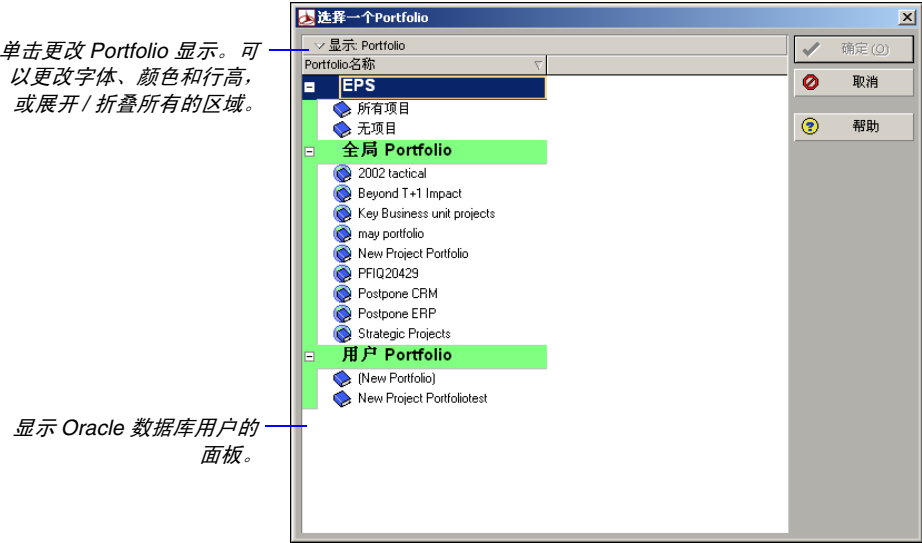 选择一个Portfolio
单击更改 Portfolio 显示。可
以更改字体、颜色和行高，
或展开 / 折叠所有的区域。
显示: Portfolio
Portfolio名称
EPS
所有项目
无项目
全局 Portfolio
2002 tactical
Beyond T+1 Impact
Key Business unit projects
may portfolio
New Project Portfolio
PFIQ20429
Postpone CRM
Postpone ERP
Strategic Projects
用户 Portfolio
(New Portfolio)
New Project Portfoliotest
显示 Oracle 数据库用户的
面板。
确定(O)
取消
帮助